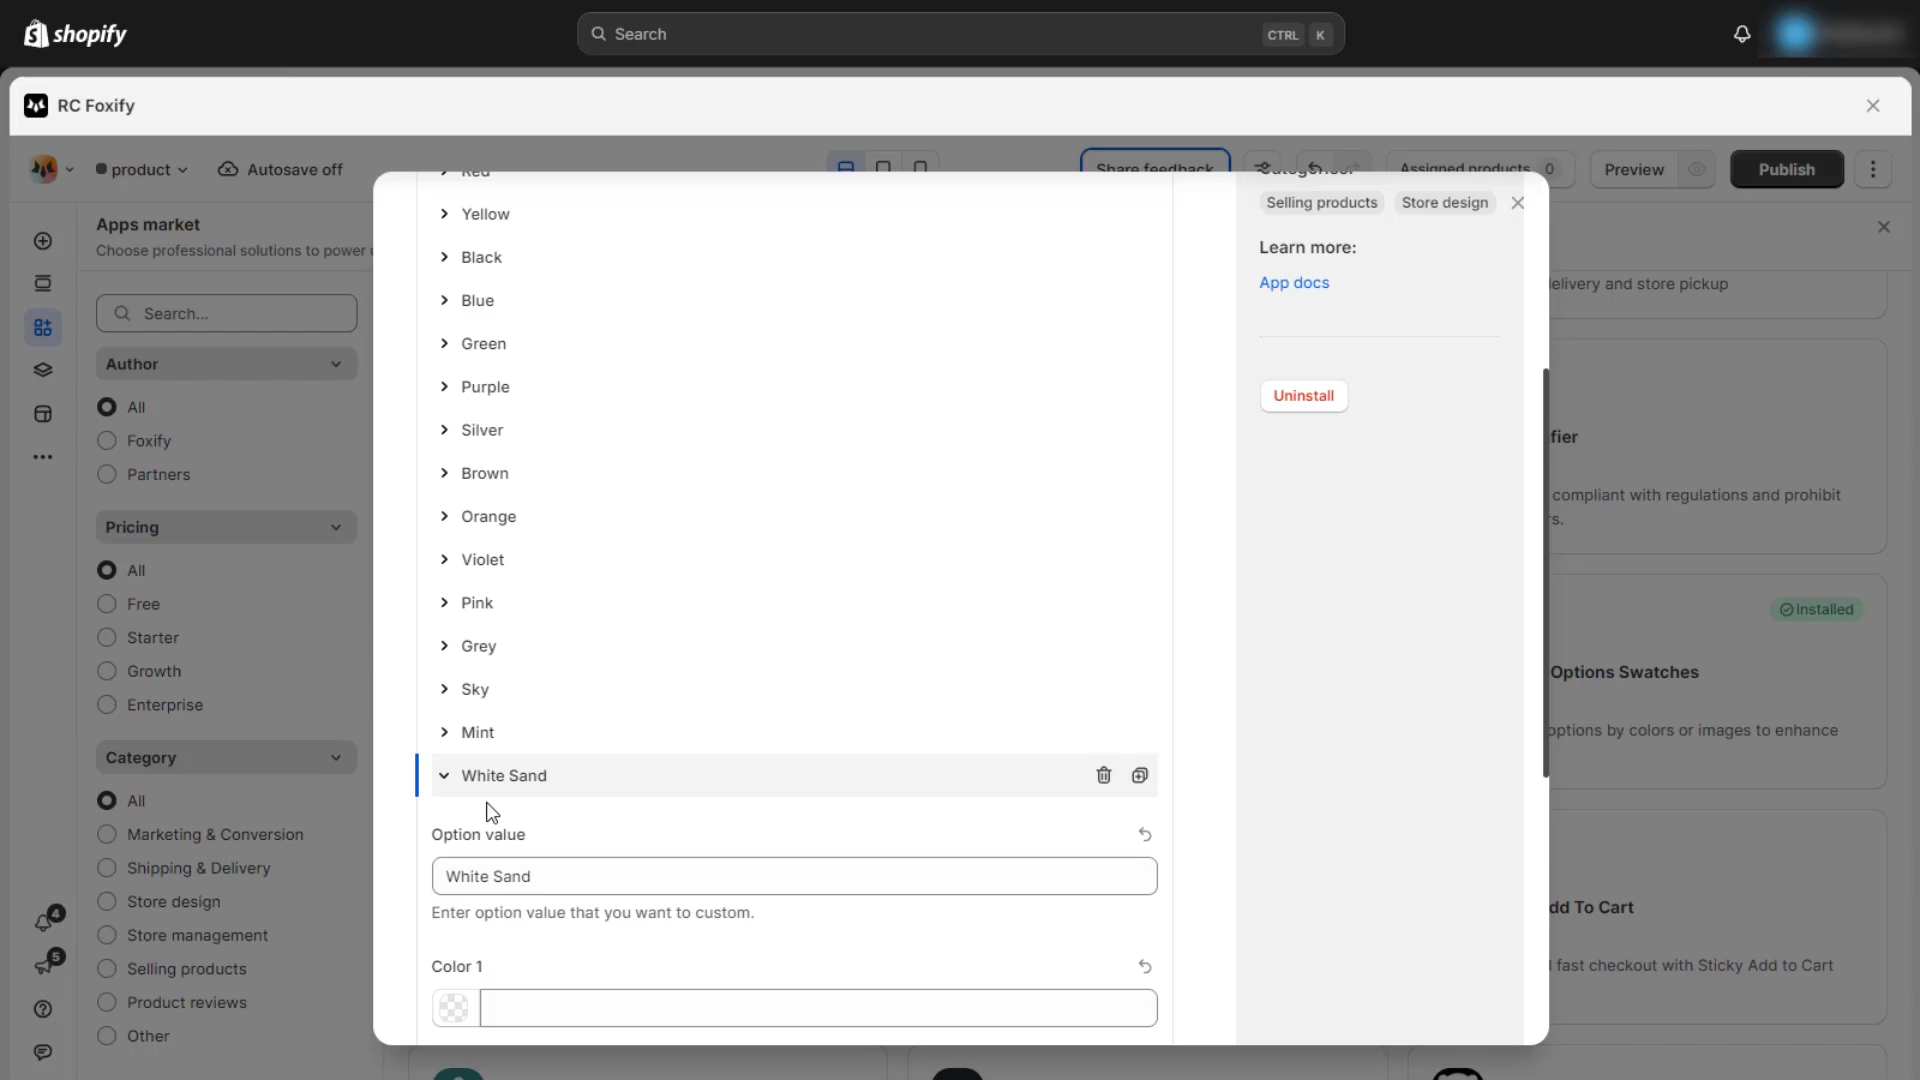 shopify
Search
CTRL
K
RC Foxify
product
Autosave off
Share feedback
Assigned products
0
Preview
Publish
Apps market
Choose professional solutions to power
Search...
Author
All
Foxify
Partners
Pricing
All
Free
Starter
Growth
Enterprise
Category
All
Marketing & Conversion
Shipping & Delivery
Store design
Store management
Selling products
Product reviews
Other
4
5
Red
Yellow
Black
Blue
Green
Purple
Silver
Brown
Orange
Violet
Pink
Grey
Sky
Mint
White Sand
Option value
White Sand
Enter option value that you want to custom.
Color 1
Categories:
Selling products
Store design
Learn more:
App docs
Uninstall
elivery and store pickup
fier
compliant with regulations and prohibit
rs.
Installed
Options Swatches
options by colors or images to enhance
dd To Cart
fast checkout with Sticky Add to Cart